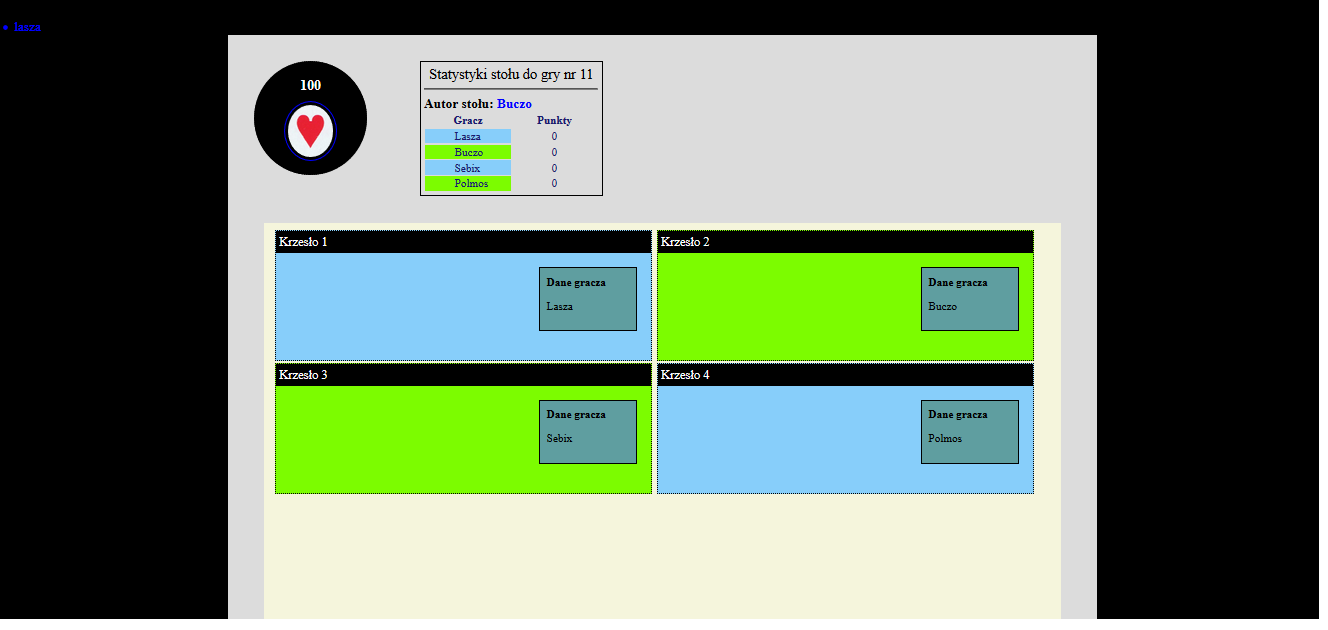 lasza
100
Statystyki stołu do gry nr 11
Autor stołu: Buczo
Gracz Punkty
Lasza 0
Buczo 0
Sebix 0
Polmos 0
Krzesło 1
Dane gracza
Lasza
Krzesło 2
Dane gracza
Buczo
Krzesło 3
Dane gracza
Sebix
Krzesło 4
Dane gracza
Polmos